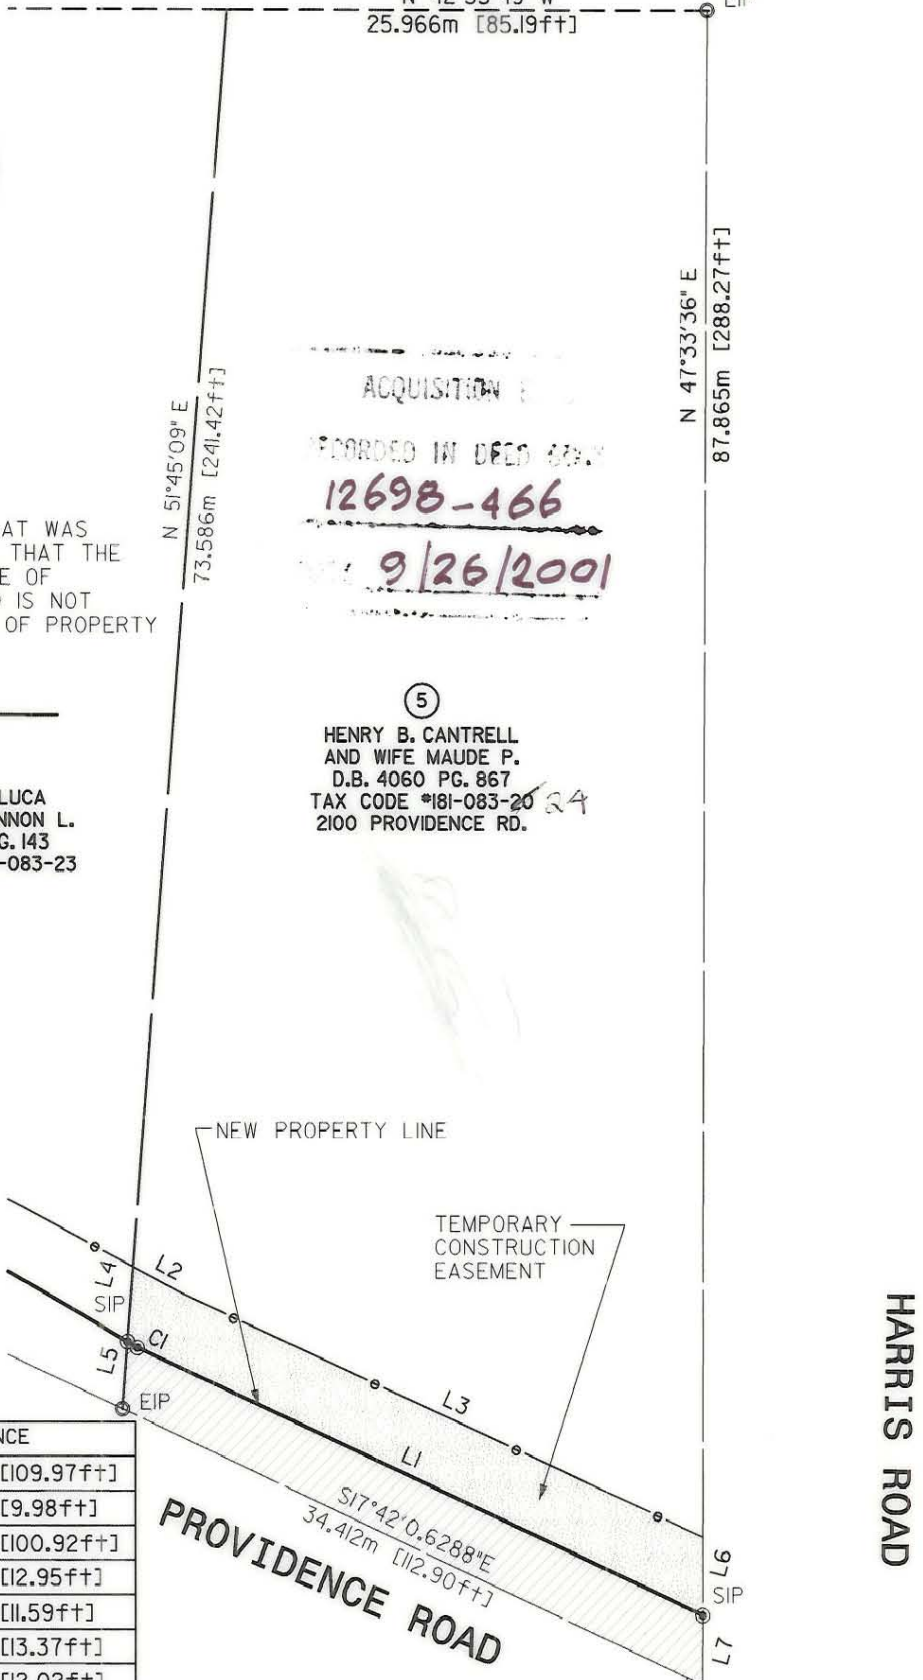 25.966m [85.19ft]
N 47°33'36" E
87.865m [288.27ft]
N 51°45'09" E
73.586m [241.42ft]
ACQUISITION
RECORDED IN DEED
12698-466
9/26/2001
AT WAS
THAT THE
E OF
IS NOT
OF PROPERTY
5
HENRY B. CANTRELL
AND WIFE MAUDE P.
D.B. 4060 PG. 867
TAX CODE #181-083-20 24
2100 PROVIDENCE RD.
LUCA
NNON L.
G. 143
-083-23
NEW PROPERTY LINE
TEMPORARY
CONSTRUCTION
EASEMENT
L4
L2
SIP
C1
L5
EIP
L3
L1
S17°42'0.6288"E
34.412m [112.90ft]
PROVIDENCE ROAD
HARRIS ROAD
L6
SIP
L7
NCE
[109.97ft]
[9.98ft]
[100.92ft]
[12.95ft]
[11.59ft]
[13.37ft]